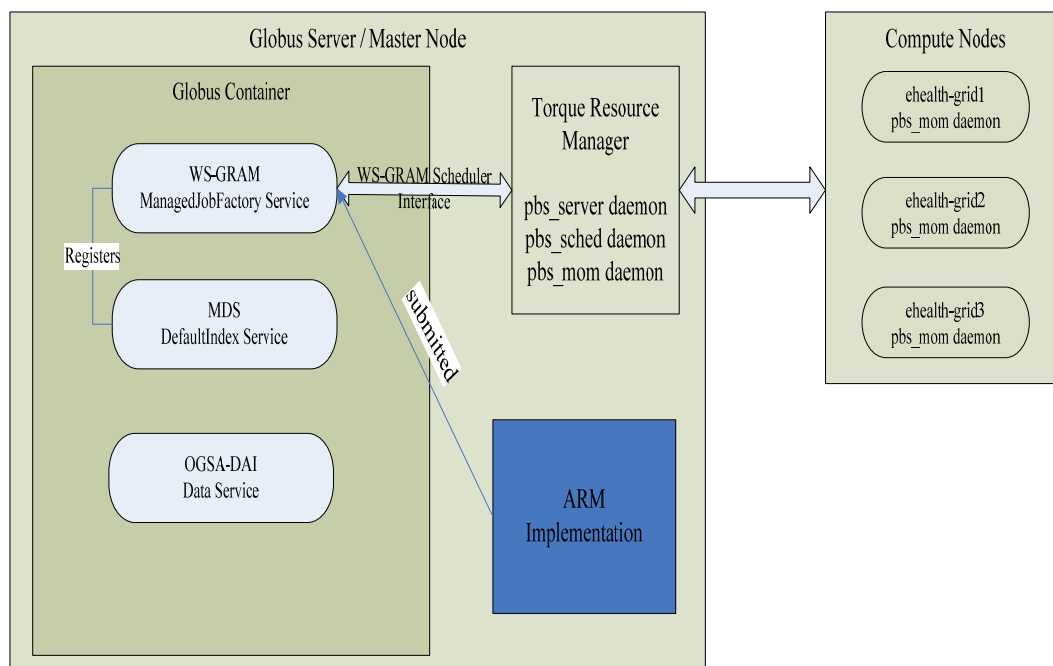 Globus Server / Master Node
Globus Container
WS-GRAM
ManagedJobFactory Service
Registers
MDS
DefaultIndex Service
OGSA-DAI
Data Service
WS-GRAM Scheduler
Interface
submitted
Torque Resource
Manager
pbs_server daemon
pbs_sched daemon
pbs_mom daemon
ARM
Implementation
Compute Nodes
ehealth-grid1
pbs_mom daemon
ehealth-grid2
pbs_mom daemon
ehealth-grid3
pbs_mom daemon